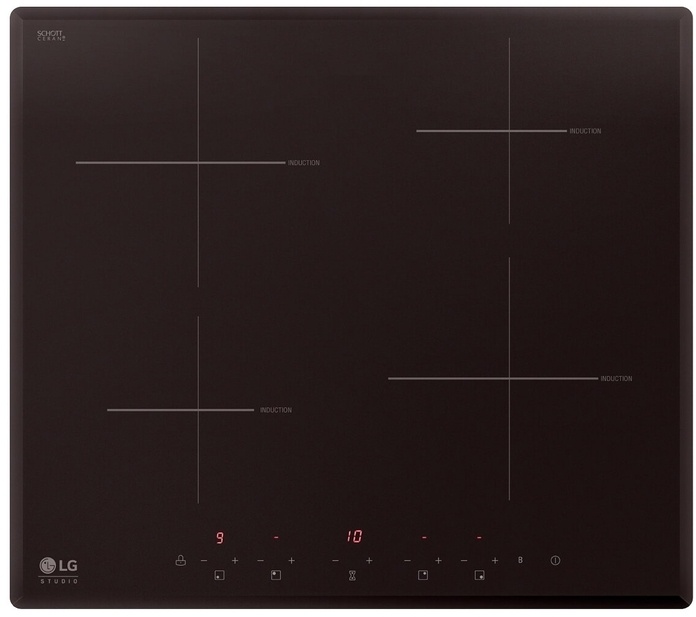 SCHOTT
CERAN
INDUCTION
INDUCTION
INDUCTION
INDUCTION
9 - 10 - -
- + - + - + - + - + B
LG
STUDIO